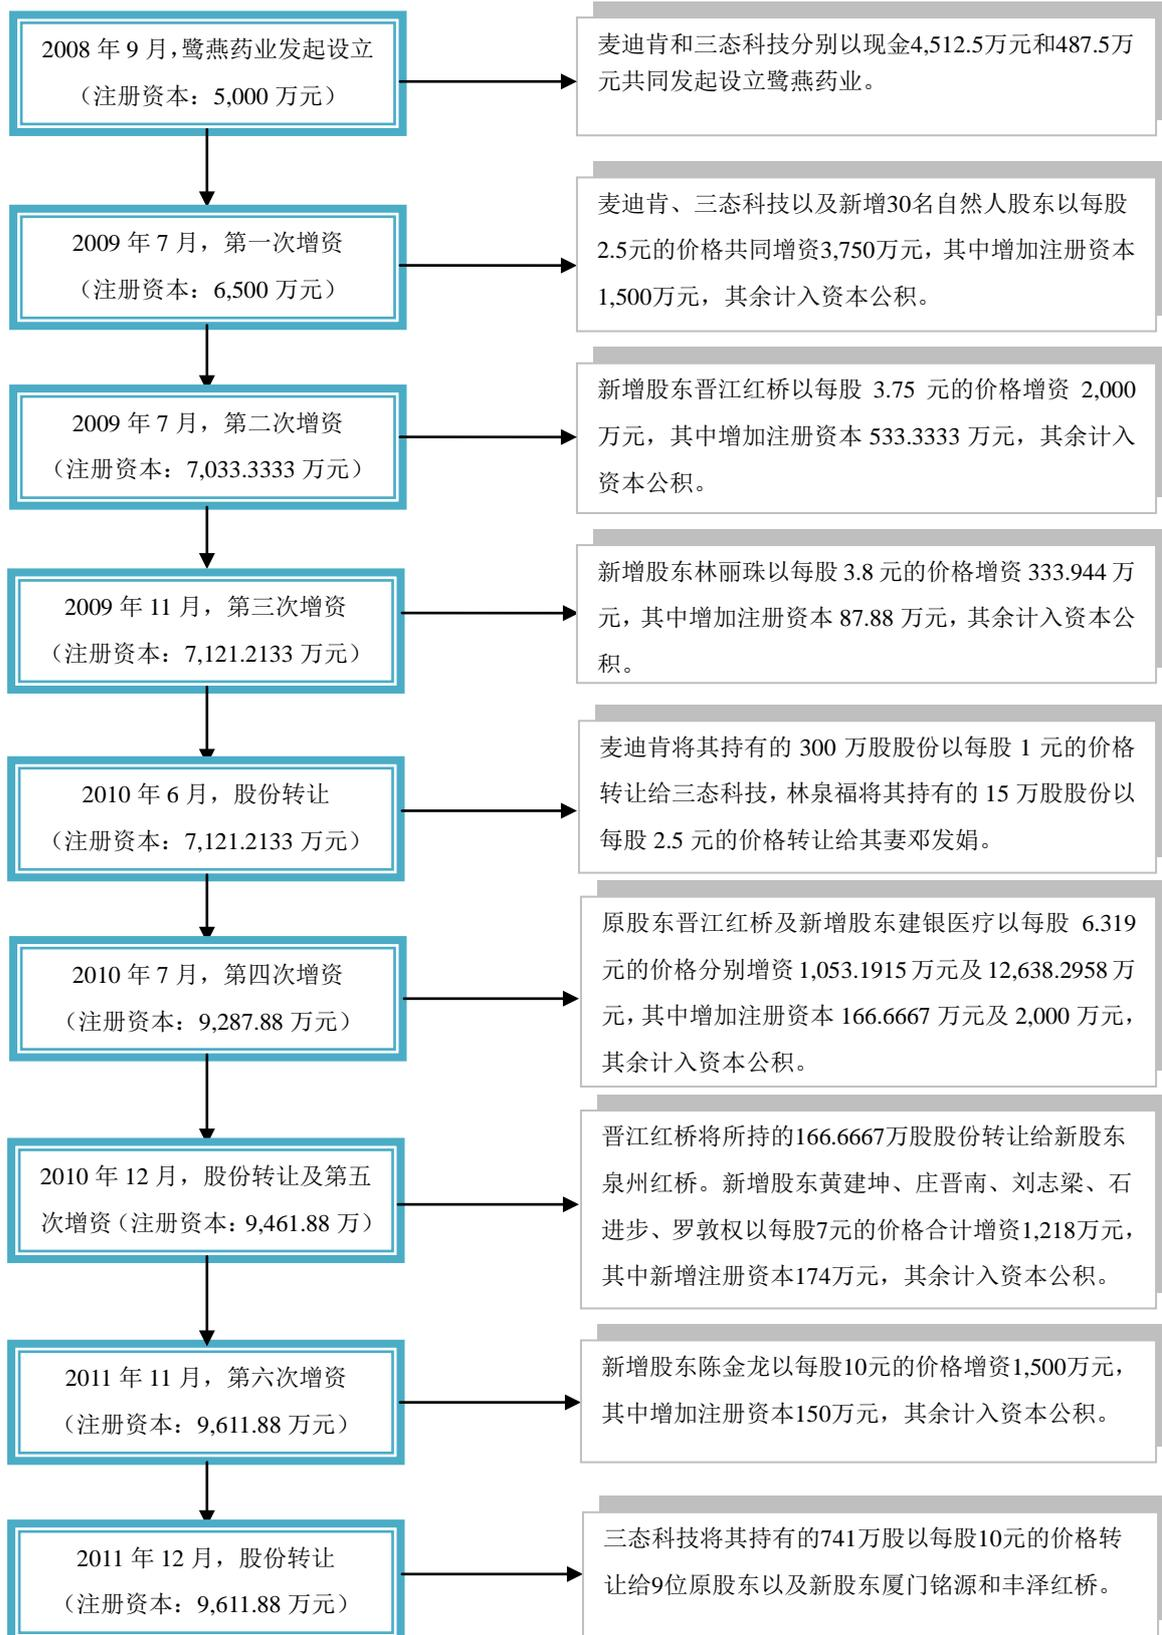 2008 年 9 月，鹭燕药业发起设立
（注册资本：5,000 万元）
麦迪肯和三态科技分别以现金4,512.5万元和487.5万
元共同发起设立鹭燕药业。
2009 年 7 月，第一次增资
（注册资本：6,500 万元）
麦迪肯、三态科技以及新增30名自然人股东以每股
2.5元的价格共同增资3,750万元，其中增加注册资本
1,500万元，其余计入资本公积。
2009 年 7 月，第二次增资
（注册资本：7,033.3333 万元）
新增股东晋江红桥以每股 3.75 元的价格增资 2,000
万元，其中增加注册资本 533.3333 万元，其余计入
资本公积。
2009 年 11 月，第三次增资
（注册资本：7,121.2133 万元）
新增股东林丽珠以每股 3.8 元的价格增资 333.944 万
元，其中增加注册资本 87.88 万元，其余计入资本公
积。
2010 年 6 月，股份转让
（注册资本：7,121.2133 万元）
麦迪肯将其持有的 300 万股股份以每股 1 元的价格
转让给三态科技，林泉福将其持有的 15 万股股份以
每股 2.5 元的价格转让给其妻邓发娟。
2010 年 7 月，第四次增资
（注册资本：9,287.88 万元）
原股东晋江红桥及新增股东建银医疗以每股 6.319
元的价格分别增资 1,053.1915 万元及 12,638.2958 万
元，其中增加注册资本 166.6667 万元及 2,000 万元，
其余计入资本公积。
2010 年 12 月，股份转让及第五
次增资（注册资本：9,461.88 万）
晋江红桥将所持的166.6667万股股份转让给新股东
泉州红桥。新增股东黄建坤、庄晋南、刘志梁、石
进步、罗敦权以每股7元的价格合计增资1,218万元，
其中新增注册资本174万元，其余计入资本公积。
2011 年 11 月，第六次增资
（注册资本：9,611.88 万元）
新增股东陈金龙以每股10元的价格增资1,500万元，
其中增加注册资本150万元，其余计入资本公积。
2011 年 12 月，股份转让
（注册资本：9,611.88 万元）
三态科技将其持有的741万股以每股10元的价格转
让给9位原股东以及新股东厦门铭源和丰泽红桥。